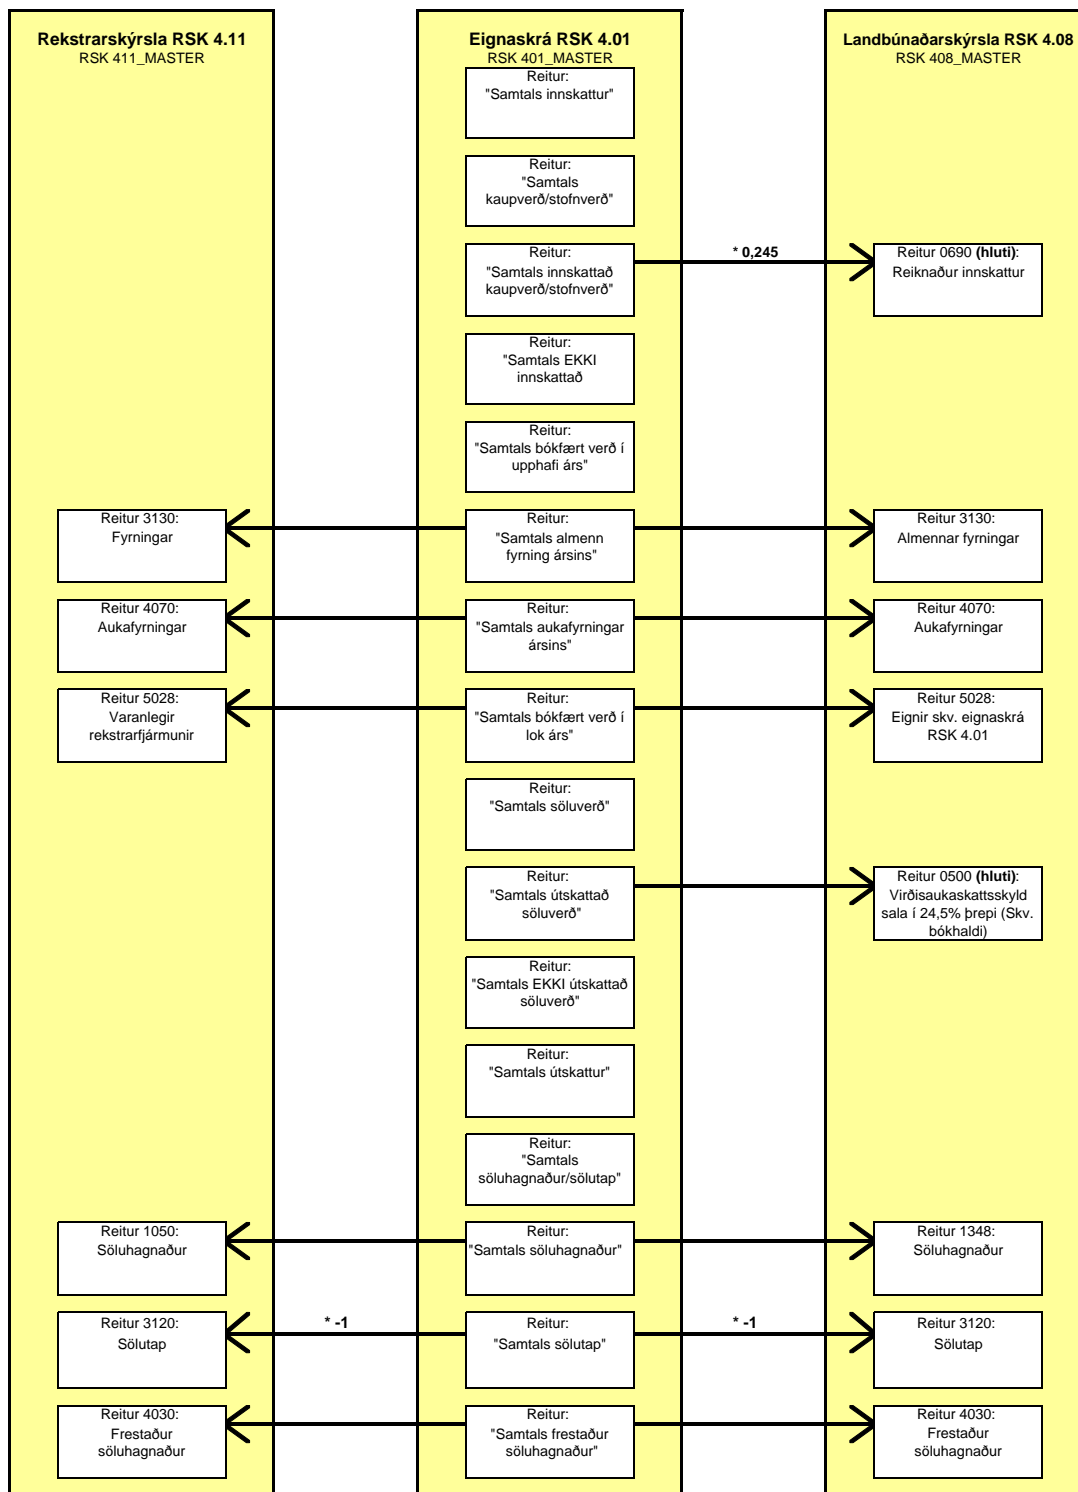 Rekstrarskýrsla RSK 4.11
RSK 411_MASTER
Eignaskrá RSK 4.01
RSK 401_MASTER
Landbúnaðarskýrsla RSK 4.08
RSK 408_MASTER
Reitur:
"Samtals innskattur"
Reitur:
"Samtals
kaupverð/stofnverð"
Reitur:
"Samtals innskattað
kaupverð/stofnverð"
* 0,245
Reitur 0690 (hluti):
Reiknaður innskattur
Reitur:
"Samtals EKKI
innskattað
Reitur:
"Samtals bókfært verð í
upphafi árs"
Reitur 3130:
Fyrningar
Reitur:
"Samtals almenn
fyrning ársins"
Reitur 3130:
Almennar fyrningar
Reitur 4070:
Aukafyrningar
Reitur:
"Samtals aukafyrningar
ársins"
Reitur 4070:
Aukafyrningar
Reitur 5028:
Varanlegir
rekstrarfjármunir
Reitur:
"Samtals bókfært verð í
lok árs"
Reitur 5028:
Eignir skv. eignaskrá
RSK 4.01
Reitur:
"Samtals söluverð"
Reitur:
"Samtals útskattað
söluverð"
Reitur 0500 (hluti):
Virðisaukaskattsskyld
sala í 24,5% þrepi (Skv.
bókhaldi)
Reitur:
"Samtals EKKI útskattað
söluverð"
Reitur:
"Samtals útskattur"
Reitur:
"Samtals
söluhagnaður/sölutap"
Reitur 1050:
Söluhagnaður
Reitur:
"Samtals söluhagnaður"
Reitur 1348:
Söluhagnaður
Reitur 3120:
Sölutap
* -1
Reitur:
"Samtals sölutap"
* -1
Reitur 3120:
Sölutap
Reitur 4030:
Frestaður
söluhagnaður
Reitur:
"Samtals frestaður
söluhagnaður"
Reitur 4030:
Frestaður
söluhagnaður